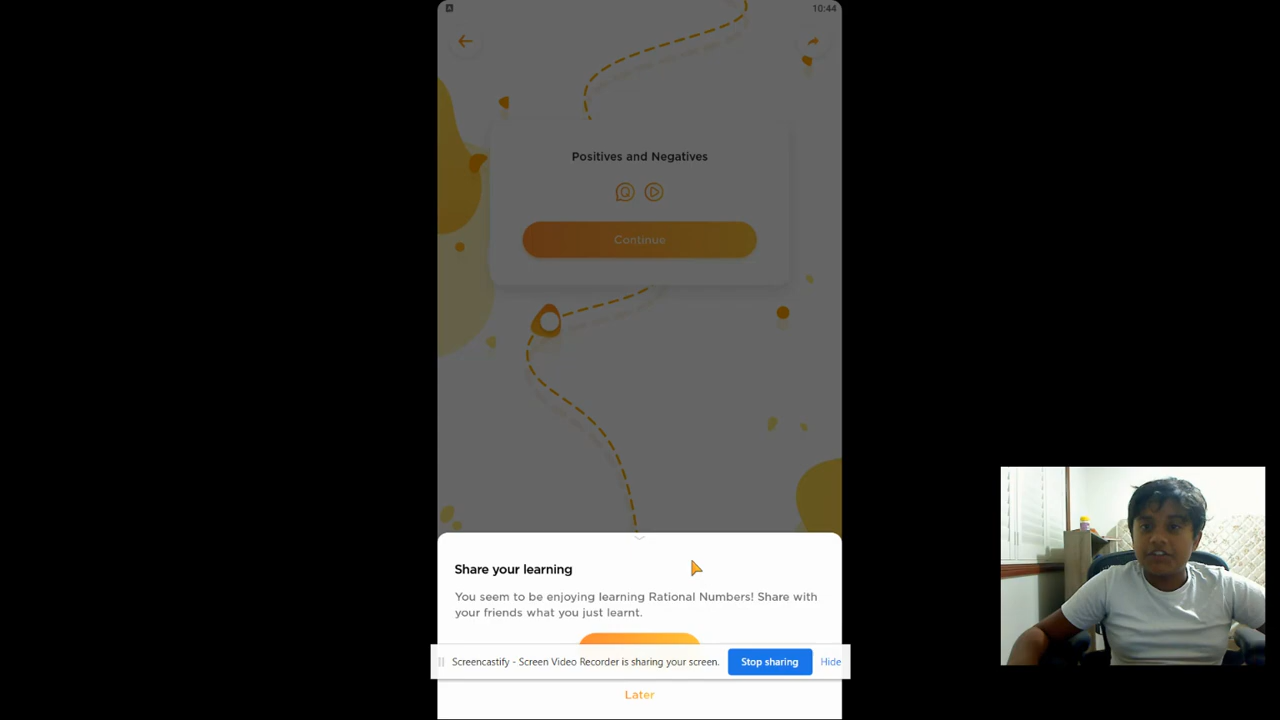 10:44
Positives and Negatives
Continue
Share your learning
You seem to be enjoying learning Rational Numbers! Share with
your friends what you just learnt.
Screencastify - Screen Video Recorder is sharing your screen.
Stop sharing
Hide
Later